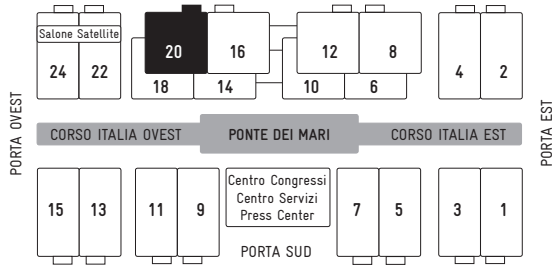 Salone Satellite
20 16 12 8
24 22 4 2
18 14 10 6
PORTA OVEST
CORSO ITALIA OVEST PONTE DEI MARI CORSO ITALIA EST
PORTA EST
Centro Congressi
Centro Servizi
Press Center
15 13 11 9 7 5 3 1
PORTA SUD